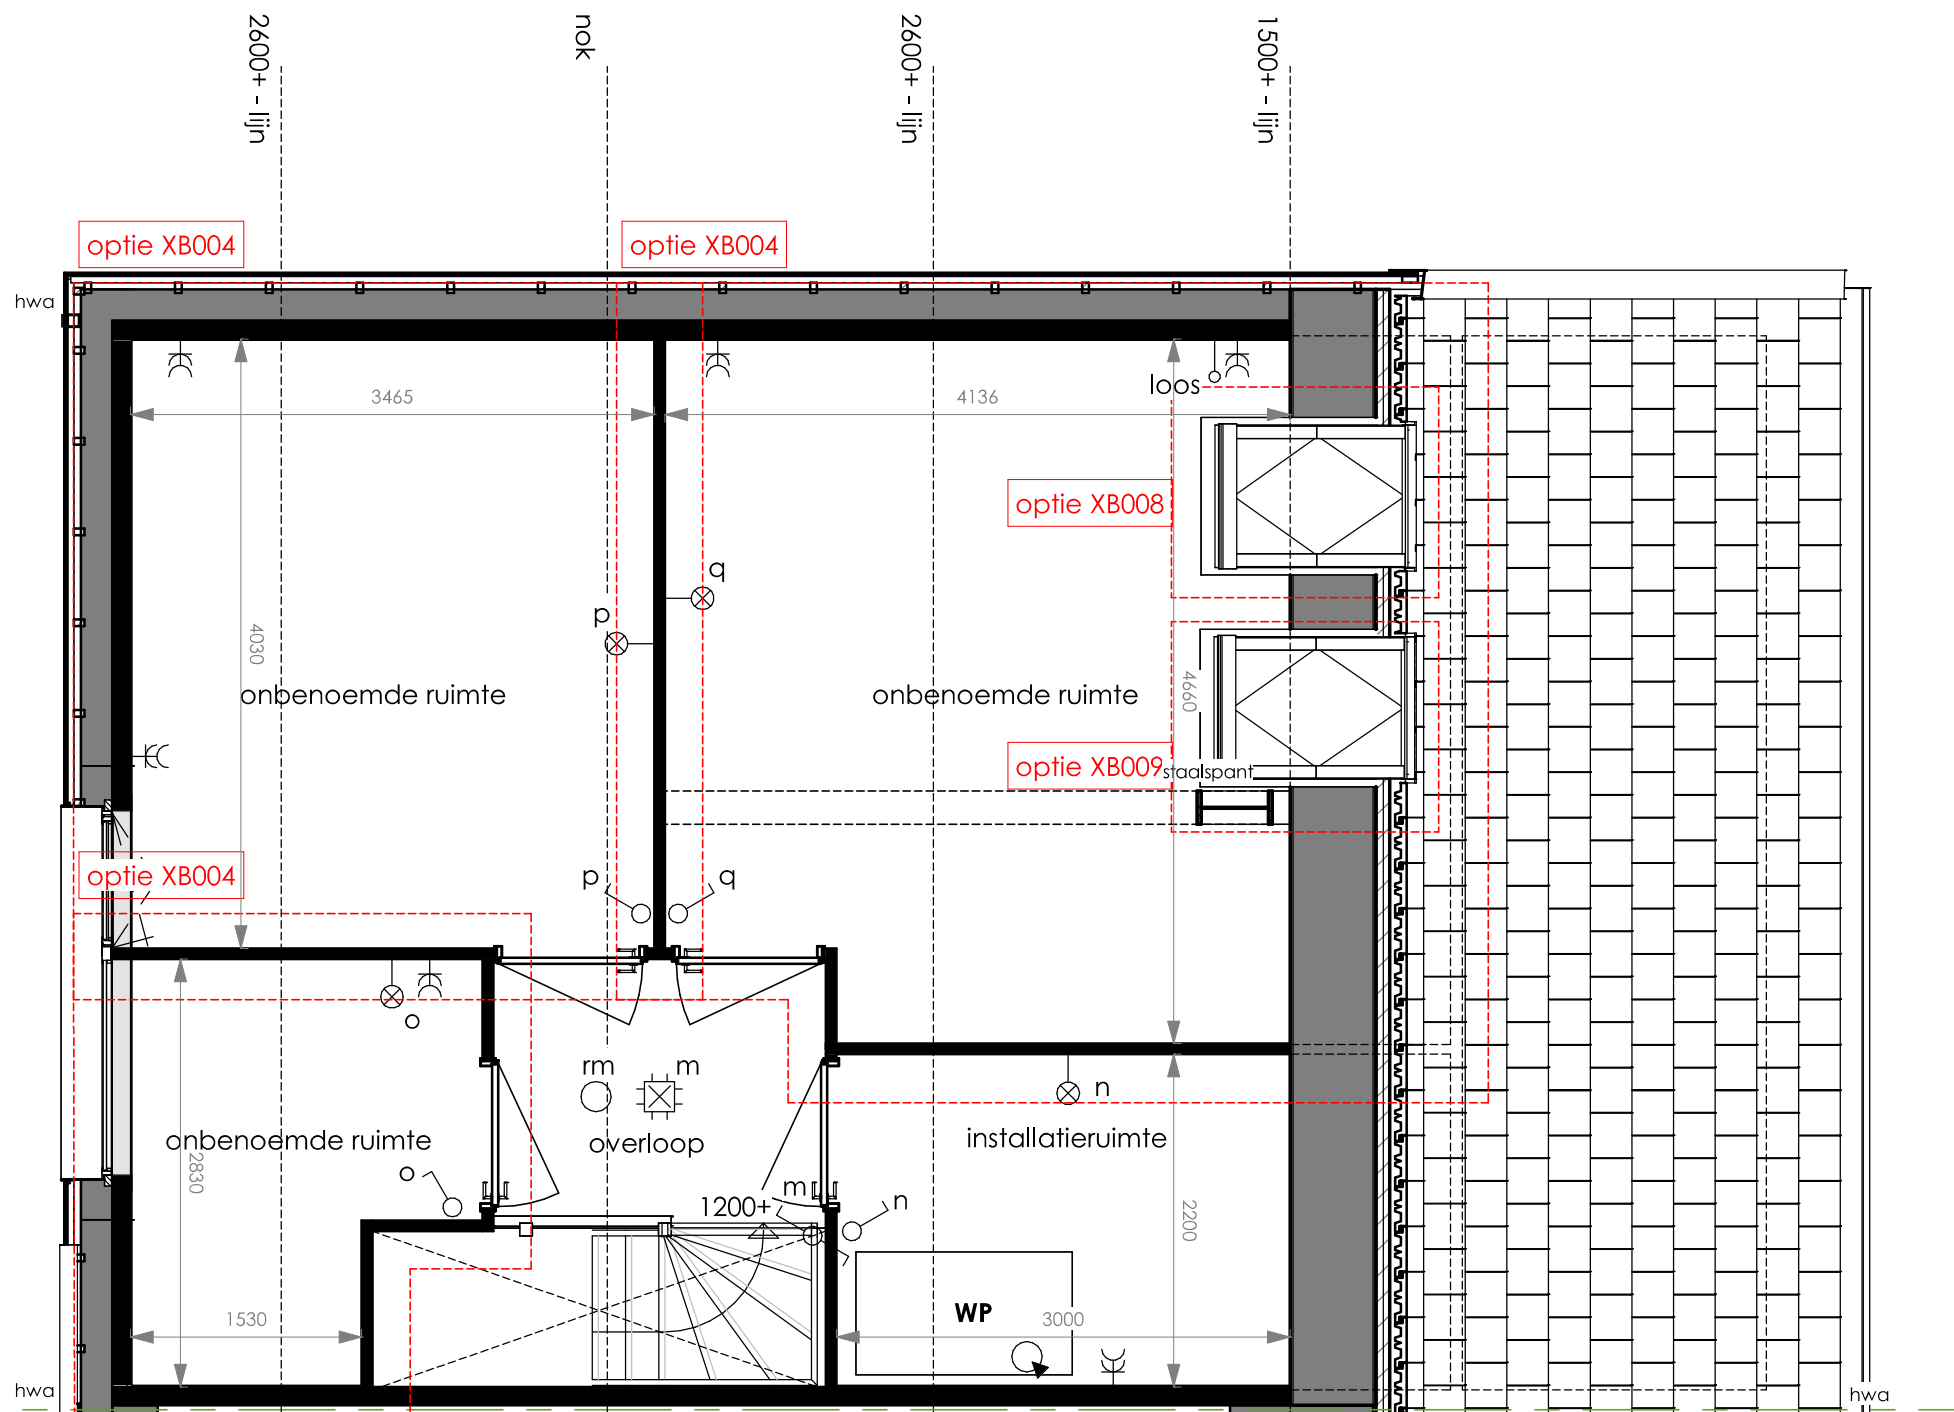 2600+ - lijn
nok
2600+ - lijn
1500+ - lijn
optie XB004
optie XB004
hwa
loos
3465
4136
optie XB008
q
p
4030
onbenoemde ruimte
onbenoemde ruimte
4660
optie XB009
staalspant
optie XB004
p
q
rm
m
n
onbenoemde ruimte
overloop
installatieruimte
2830
m
n
1200+
2200
1530
WP
3000
hwa
hwa